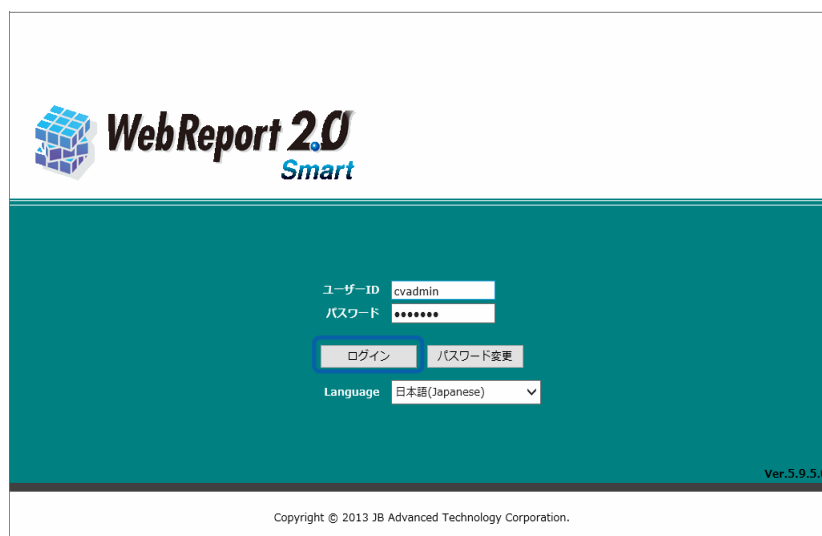 WebReport 2.0
Smart
ユーザーID cvadmin
パスワード •••••••
ログイン パスワード変更
Language 日本語(Japanese)
Ver.5.9.5.
Copyright © 2013 JB Advanced Technology Corporation.